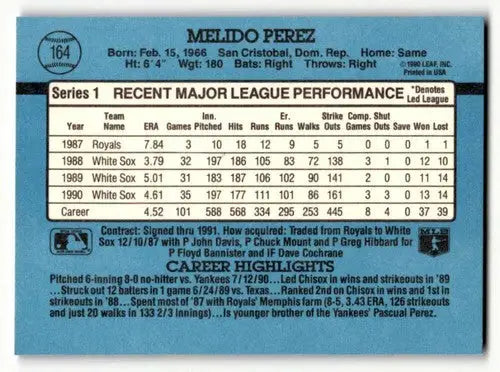 164
MELIDO PEREZ
Born: Feb. 15, 1966 San Cristobal, Dom. Rep. Home: Same
Ht: 6'4" Wgt: 180 Bats: Right Throws: Right
© 1990 LEAF, INC.
Printed in USA
Series 1 RECENT MAJOR LEAGUE PERFORMANCE *Denotes Led League
Year Team Name ERA Games Inn. Pitched Hits Runs Er. Runs Walks Strike Outs Comp. Games Shut Outs Save Won Lost
1987 Royals 7.84 3 10 18 12 9 5 5 0 0 0 1 1
1988 White Sox 3.79 32 197 186 105 83 72 138 3 1 0 12 10
1989 White Sox 5.01 31 183 187 106 102 90 141 2 0 0 11 14
1990 White Sox 4.61 35 197 177 111 101 86 161 3 3 0 13 14
Career 4.52 101 588 568 334 295 253 445 8 4 0 37 39
Contract: Signed thru 1991. How acquired: Traded from Royals to White
Sox 12/10/87 with P John Davis, P Chuck Mount and P Greg Hibbard for
P Floyd Bannister and IF Dave Cochrane
MLB
CAREER HIGHLIGHTS
Pitched 6-inning 8-0 no-hitter vs. Yankees 7/12/90... Led Chisox in wins and strikeouts in '89
...Struck out 12 batters in 1 game 6/24/89 vs. Texas... Ranked 2nd on Chisox in wins and 1st in
strikeouts in '88... Spent most of '87 with Royals' Memphis farm (8-5, 3.43 ERA, 126 strikeouts
and just 20 walks in 133 2/3 Innings)... Is younger brother of the Yankees' Pascual Perez.